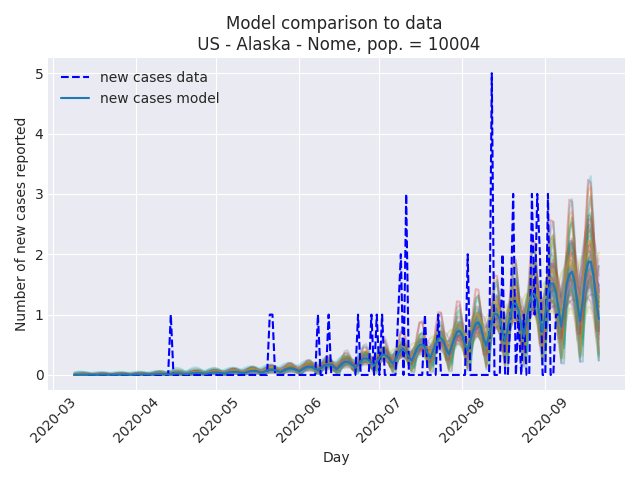 Model comparison to data
US - Alaska - Nome, pop. = 10004
new cases data
new cases model
Number of new cases reported
5
4
3
2
1
0
2020-03
2020-04
2020-05
2020-06
2020-07
2020-08
2020-09
Day